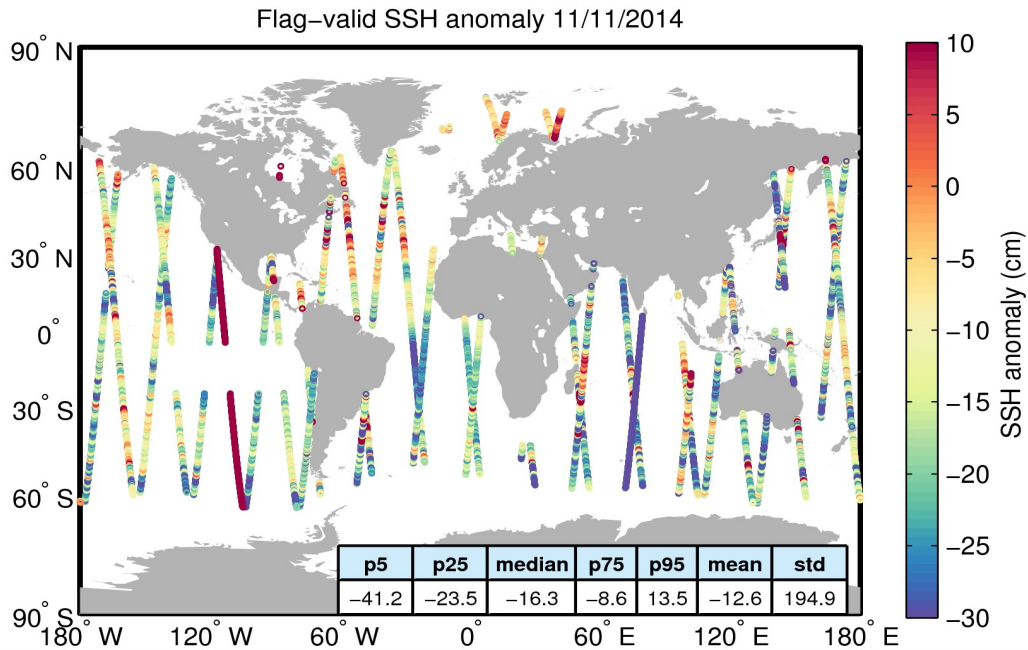 Flag−valid SSH anomaly 11/11/2014
90° N
60° N
30° N
0°
30° S
60° S
90° S
180° W
120° W
60° W
0°
60° E
120° E
180° E
p5 p25 median p75 p95 mean std
−41.2 −23.5 −16.3 −8.6 13.5 −12.6 194.9
10
5
0
−5
−10
−15
−20
−25
−30
SSH anomaly (cm)